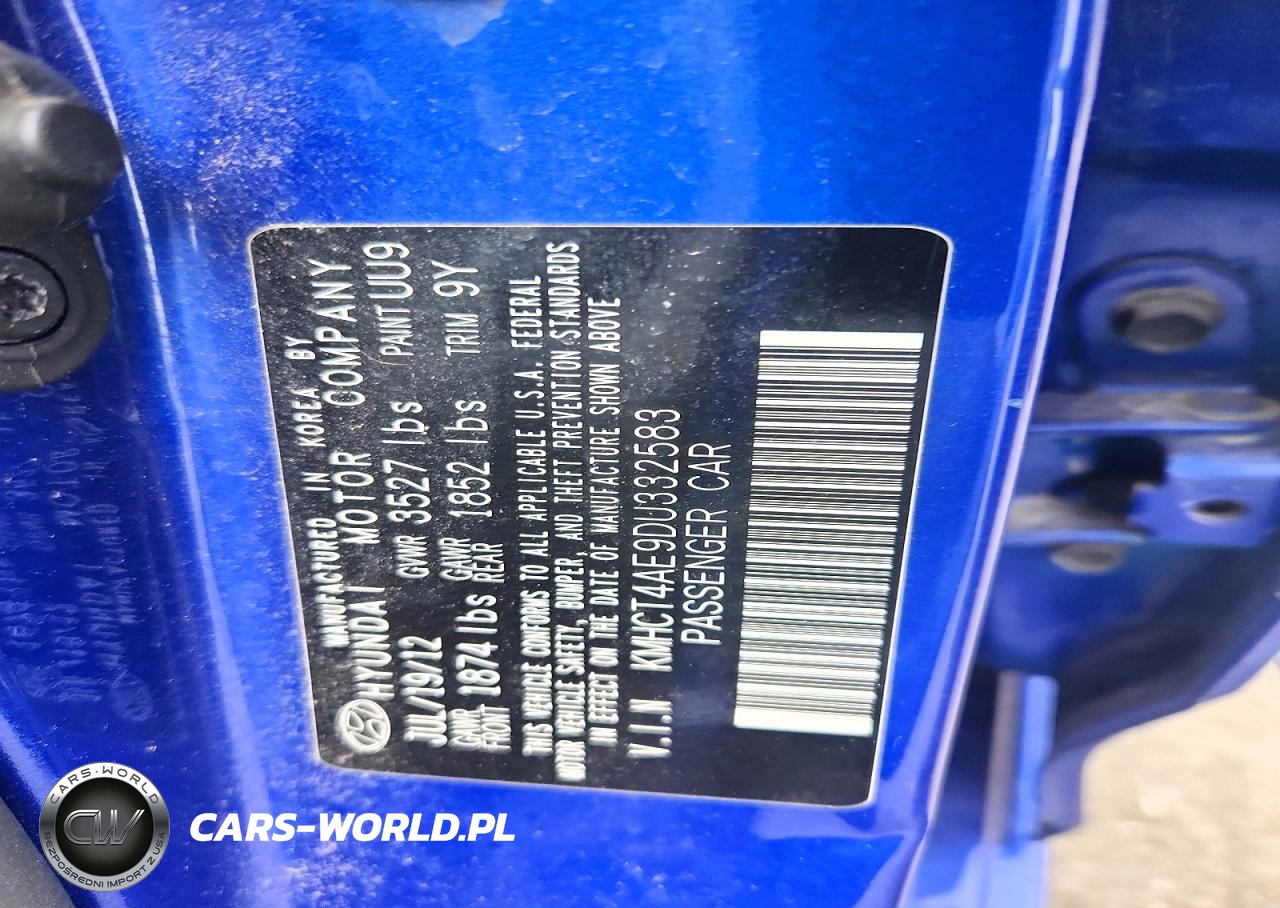 MANUFACTURED IN KOREA BY
HYUNDAI MOTOR COMPANY
JUL/19/12 GVWR 3527 lbs PAINT UU9
GAWR FRONT 1874 lbs GAWR REAR 1852 lbs TRIM 9Y
THIS VEHICLE CONFORMS TO ALL APPLICABLE U.S.A. FEDERAL
MOTOR VEHICLE SAFETY, BUMPER, AND THEFT PREVENTION STANDARDS
IN EFFECT ON THE DATE OF MANUFACTURE SHOWN ABOVE
V.I.N KMHCT4AE9DU332583
PASSENGER CAR
CARS-WORLD
CW
BEZPOŚREDNI IMPORT Z USA
CARS-WORLD.PL